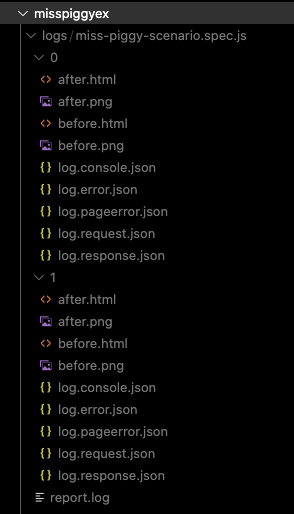 misspiggyex
logs / miss-piggy-scenario.spec.js
0
after.html
after.png
before.html
before.png
log.console.json
log.error.json
log.pageerror.json
log.request.json
log.response.json
1
after.html
after.png
before.html
before.png
log.console.json
log.error.json
log.pageerror.json
log.request.json
log.response.json
report.log